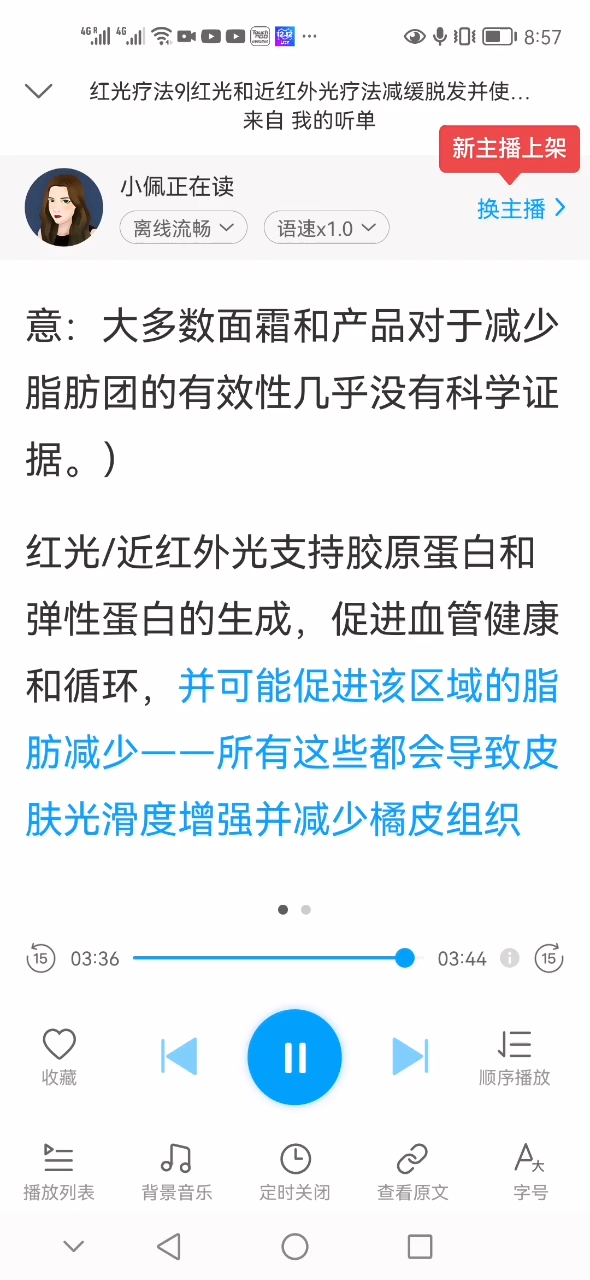 4G R 4G 8:57
红光疗法9|红光和近红外光疗法减缓脱发并使...
来自 我的听单
新主播上架
小佩正在读
换主播
离线流畅 语速x1.0
意：大多数面霜和产品对于减少
脂肪团的有效性几乎没有科学证
据。）
红光/近红外光支持胶原蛋白和
弹性蛋白的生成，促进血管健康
和循环，并可能促进该区域的脂
肪减少——所有这些都会导致皮
肤光滑度增强并减少橘皮组织
15 03:36 03:44 15
收藏 顺序播放
播放列表 背景音乐 定时关闭 查看原文 字号